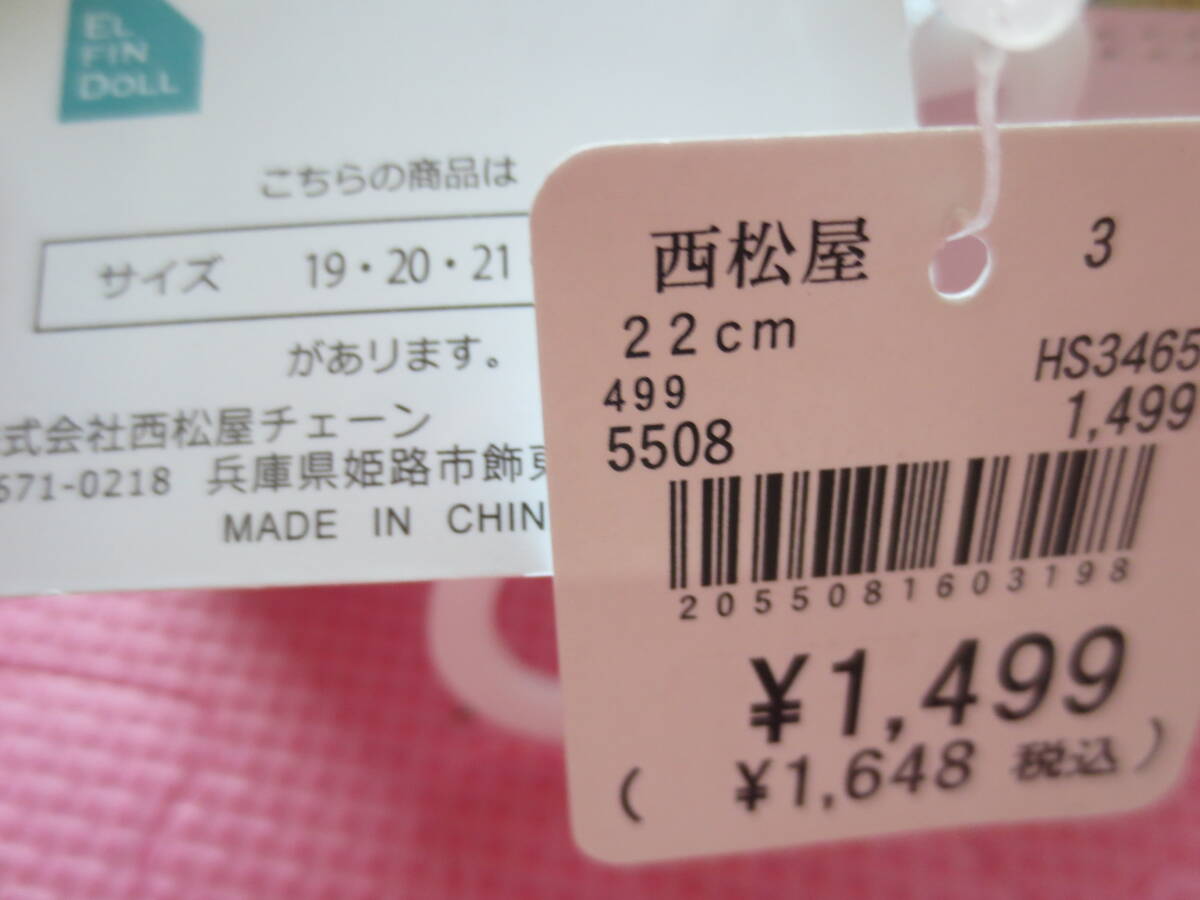 EL
FIN
DOLL
こちらの商品は
サイズ 19・20・21
があります。
式会社西松屋チェーン
671-0218 兵庫県姫路市飾東
MADE IN CHIN
西松屋 3
22cm
HS3465
499
1,499
5508
2055081603198
¥1,499
( ¥1,648 税込)